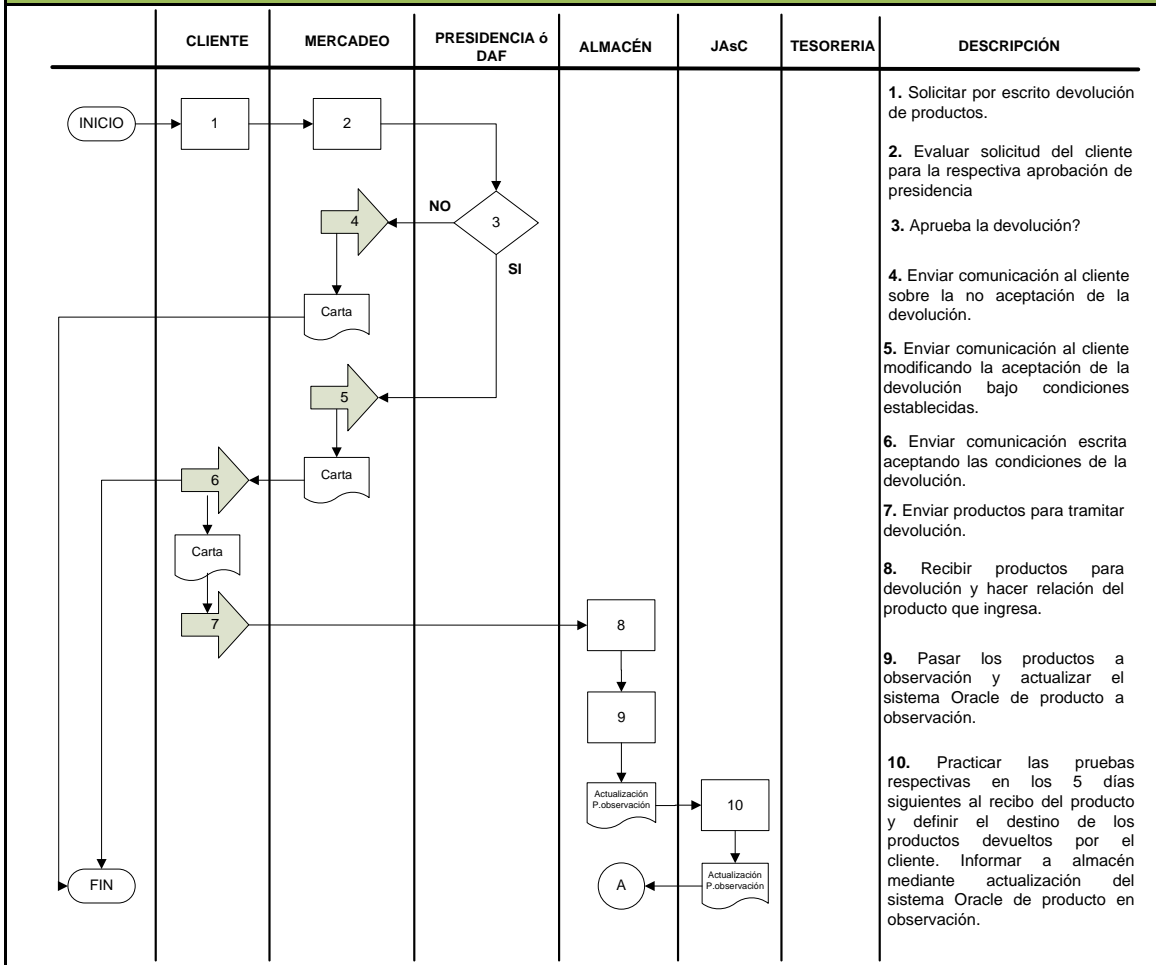 CLIENTE
MERCADEO
PRESIDENCIA ó
DAF
ALMACÉN
JAsC
TESORERIA
DESCRIPCIÓN
INICIO
1
2
3
NO
SI
4
Carta
5
Carta
6
Carta
7
8
9
Actualización
P.observación
10
Actualización
P.observación
A
FIN
1. Solicitar por escrito devolución
de productos.
2. Evaluar solicitud del cliente
para la respectiva aprobación de
presidencia
3. Aprueba la devolución?
4. Enviar comunicación al cliente
sobre la no aceptación de la
devolución.
5. Enviar comunicación al cliente
modificando la aceptación de la
devolución bajo condiciones
establecidas.
6. Enviar comunicación escrita
aceptando las condiciones de la
devolución.
7. Enviar productos para tramitar
devolución.
8. Recibir productos para
devolución y hacer relación del
producto que ingresa.
9. Pasar los productos a
observación y actualizar el
sistema Oracle de producto a
observación.
10. Practicar las pruebas
respectivas en los 5 días
siguientes al recibo del producto
y definir el destino de los
productos devueltos por el
cliente. Informar a almacén
mediante actualización del
sistema Oracle de producto en
observación.